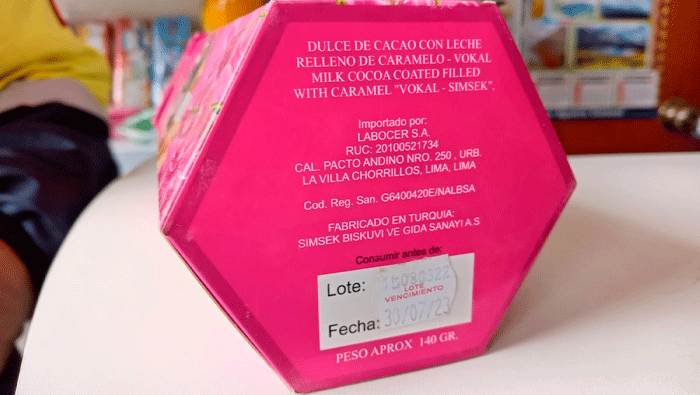 DULCE DE CACAO CON LECHE
RELLENO DE CARAMELO - VOKAL
MILK COCOA COATED FILLED
WITH CARAMEL "VOKAL - SIMSEK".
Importado por:
LABOCER S.A.
RUC: 20100521734
CAL. PACTO ANDINO NRO. 250 , URB.
LA VILLA CHORRILLOS, LIMA, LIMA
Cod. Reg. San. G6400420E/NALBSA
FABRICADO EN TURQUIA:
SIMSEK BISKUVI VE GIDA SANAYI A.S
Consumir antes de:
Lote:
LOTE
VENCIMIENTO
Fecha: 30/07/23
PESO APROX 140 GR.